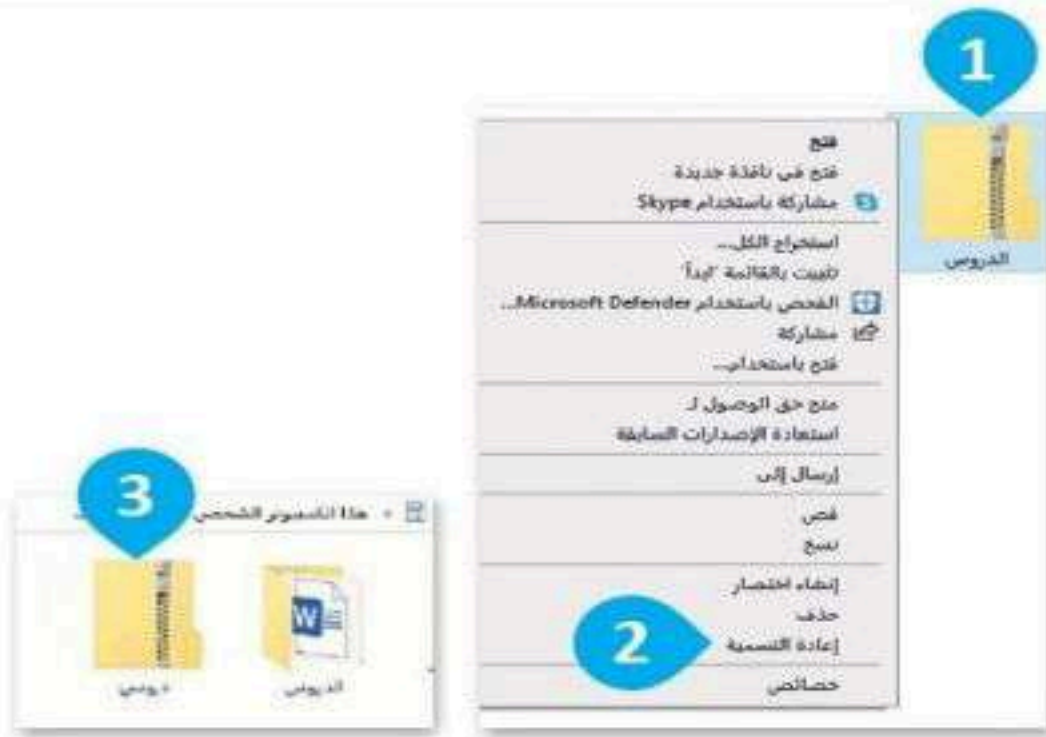 1
الدروس
فتح
فتح في نافذة جديدة
مشاركة باستخدام Skype
استخراج الكل...
تثبيت بالقائمة "ابدأ"
الفحص باستخدام Microsoft Defender...
مشاركة
فتح باستخدام...
منح حق الوصول لـ
استعادة الإصدارات السابقة
إرسال إلى
قص
نسخ
إنشاء اختصار
حذف
2
إعادة التسمية
خصائص
3
هذا الكمبيوتر الشخصي
W
الدروس
دروسي